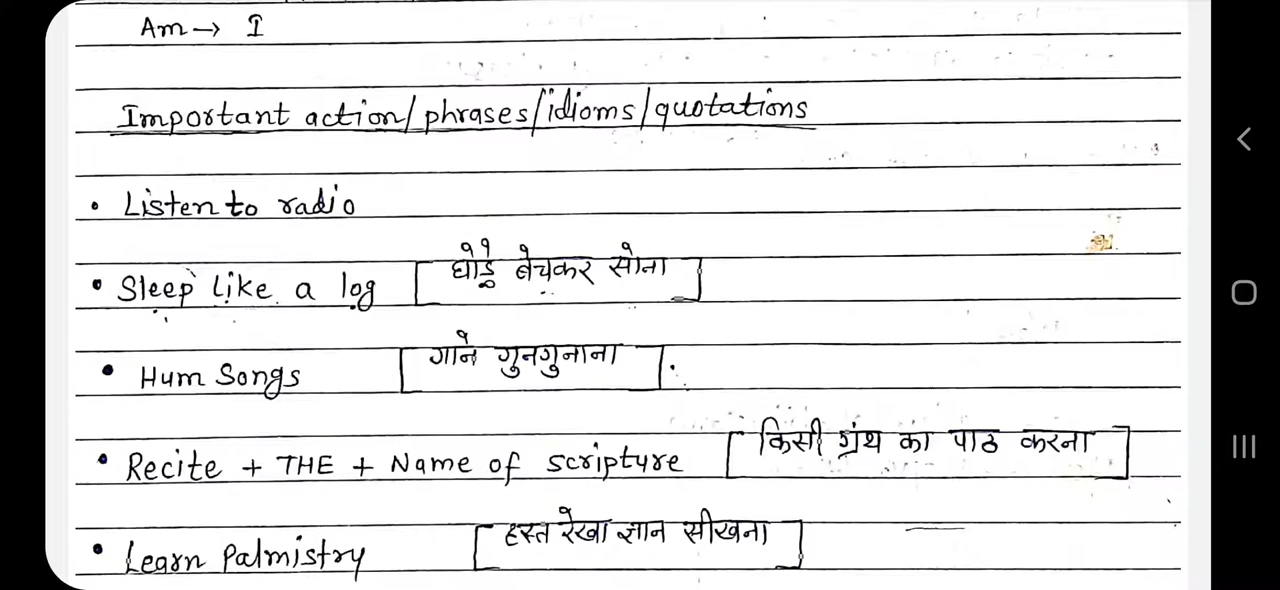 Am → I
Important action/phrases/idioms/quotations
• Listen to radio
• Sleep like a log [घोड़े बेचकर सोना]
• Hum Songs [गाने गुनगुनाना].
• Recite + THE + Name of scripture [किसी ग्रंथ का पाठ करना]
• Learn Palmistry [हस्त रेखा ज्ञान सीखना]